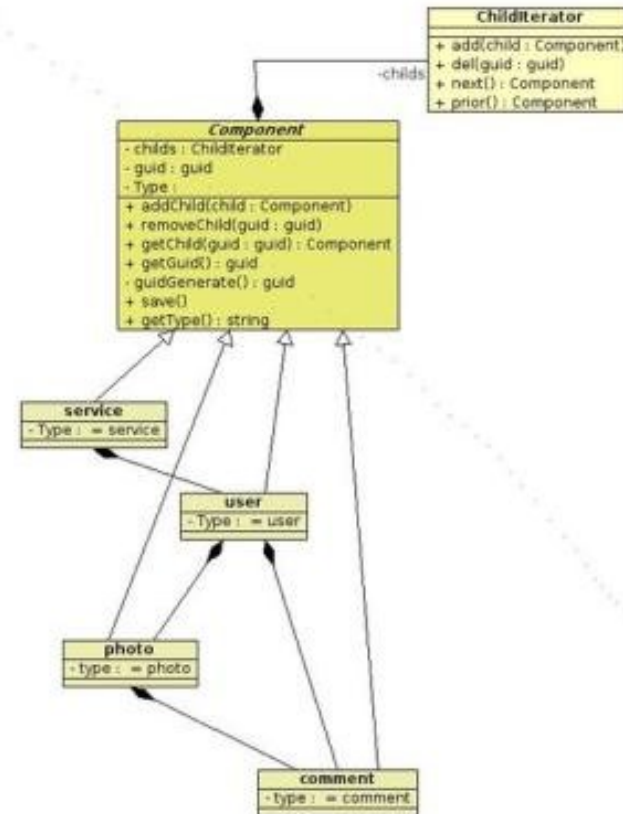 ChildIterator
+ add(child : Component)
+ del(guid : guid)
+ next() : Component
+ prior() : Component
-childs
Component
- childs : ChildIterator
- guid : guid
- Type :
+ addChild(child : Component)
+ removeChild(guid : guid)
+ getChild(guid : guid) : Component
+ getGuid() : guid
- guidGenerate() : guid
+ save()
+ getType() : string
service
- Type : = service
user
- Type : = user
photo
- type : = photo
comment
- type : = comment